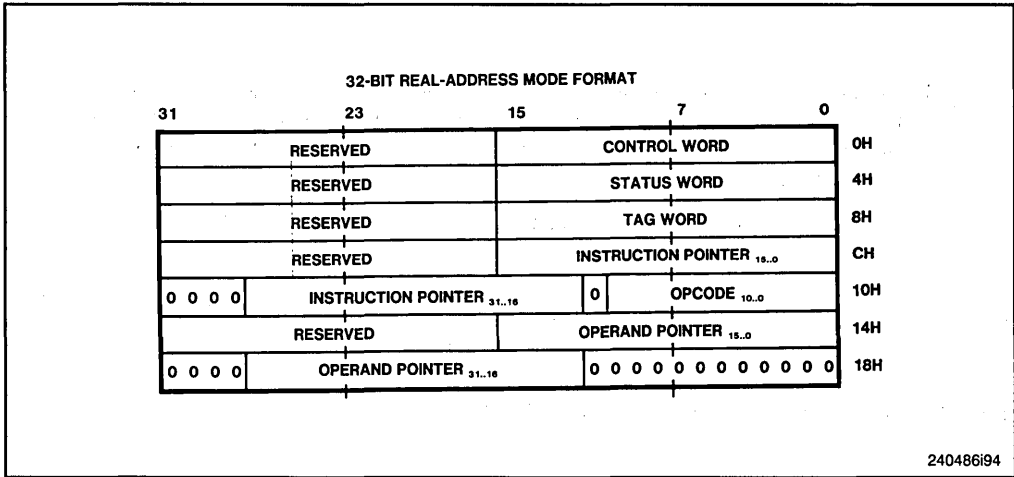 32-BIT REAL-ADDRESS MODE FORMAT
31 23 15 7 0
RESERVED CONTROL WORD 0H
RESERVED STATUS WORD 4H
RESERVED TAG WORD 8H
RESERVED INSTRUCTION POINTER 16..0 CH
0 0 0 0 INSTRUCTION POINTER 31..16 0 OPCODE 10..0 10H
RESERVED OPERAND POINTER 15..0 14H
0 0 0 0 OPERAND POINTER 31..16 0 0 0 0 0 0 0 0 0 0 0 0 18H
240486i94